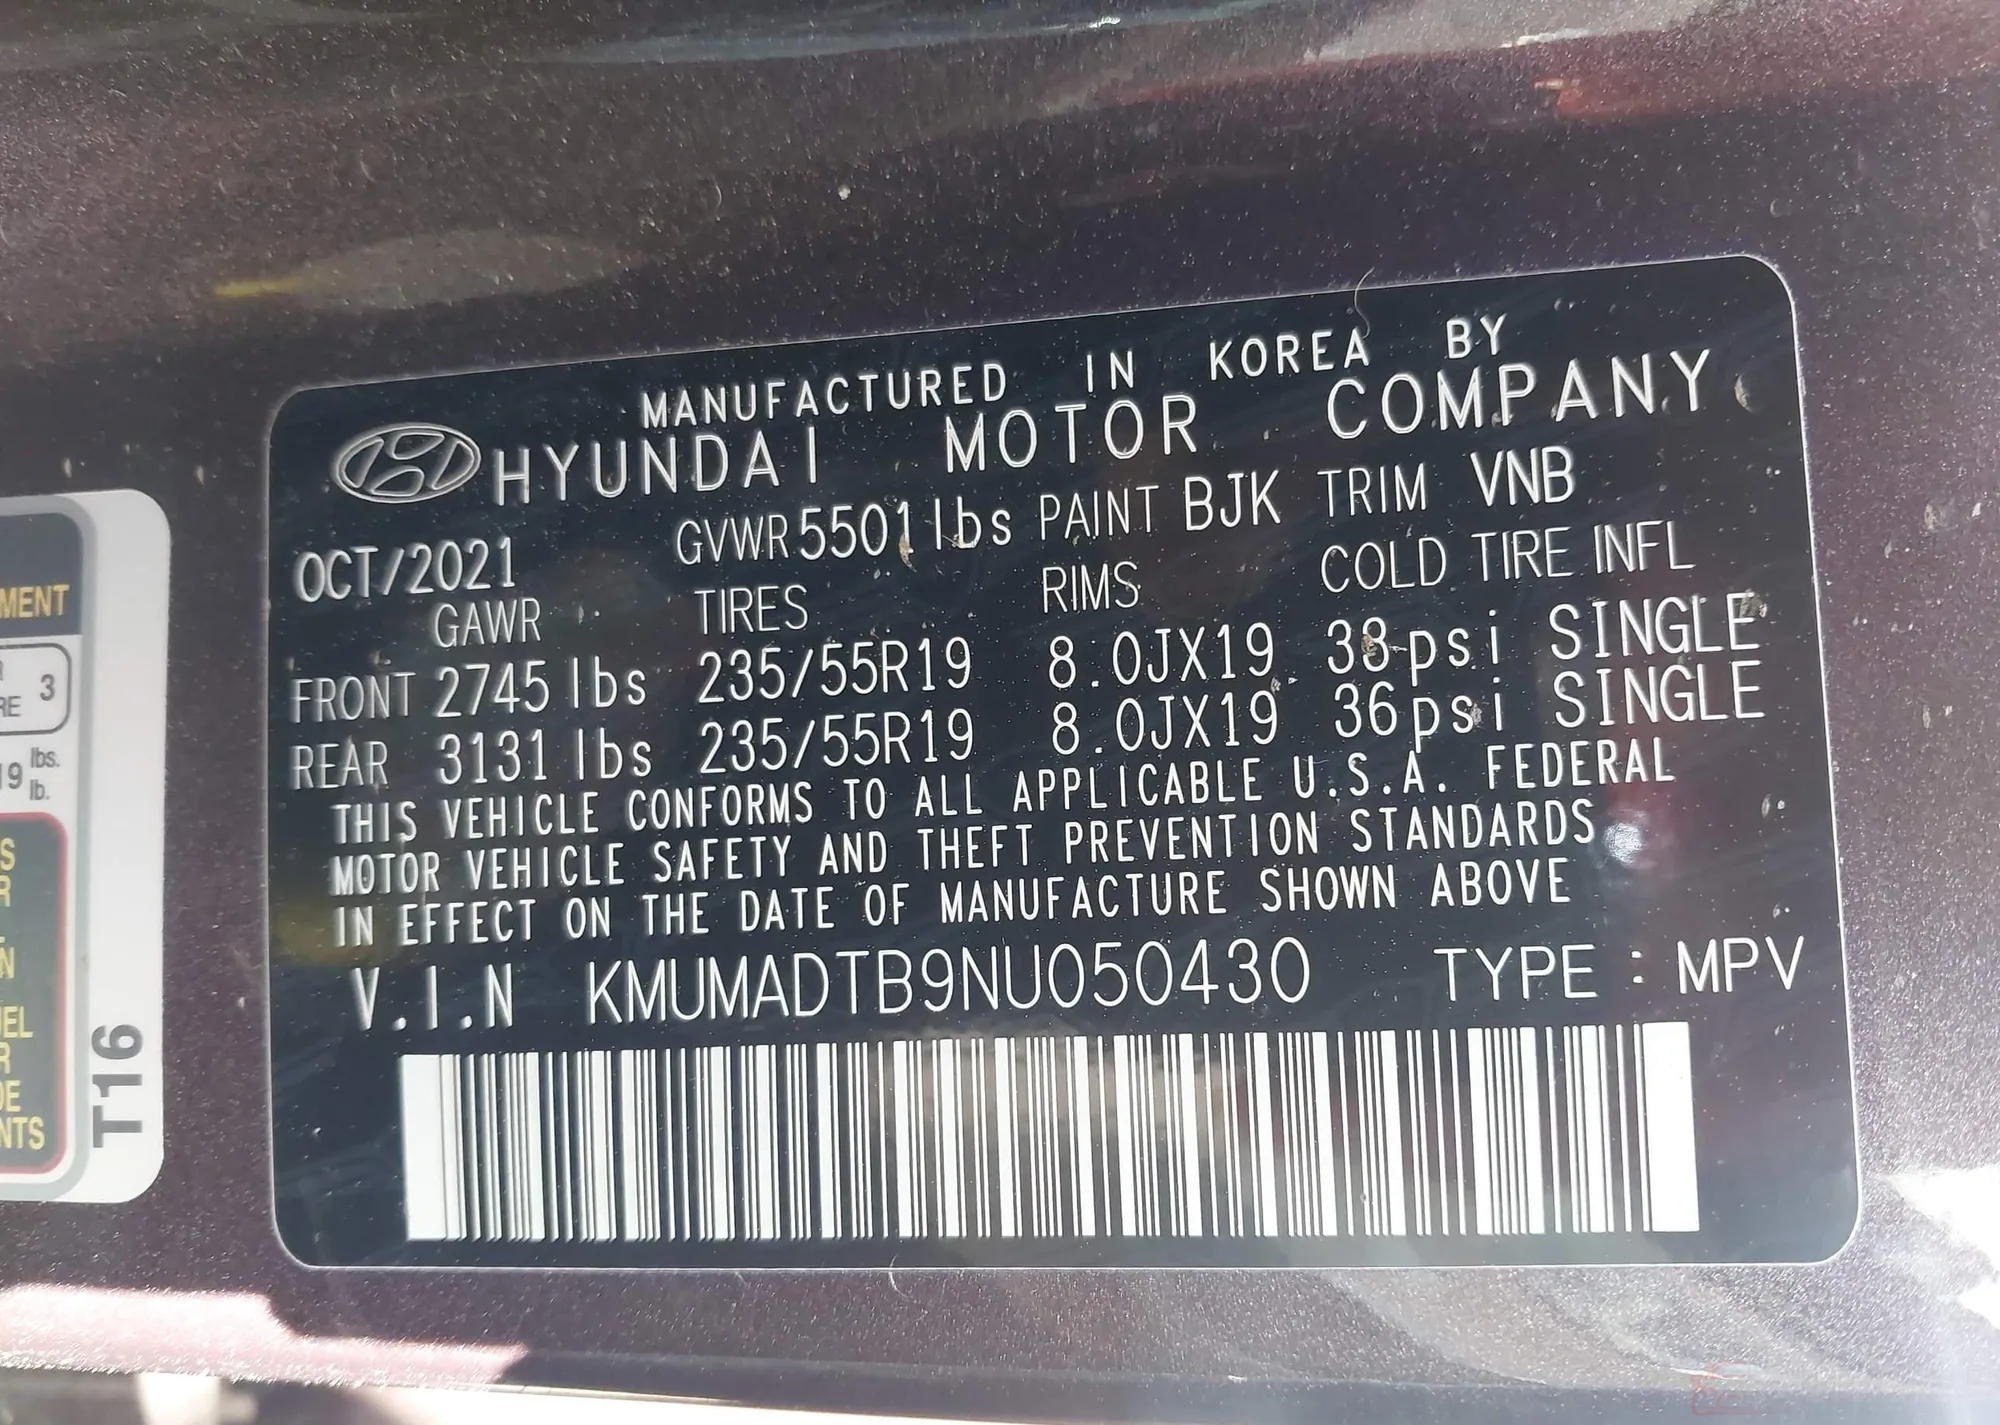 MANUFACTURED IN KOREA BY
HYUNDAI MOTOR COMPANY
OCT/2021 GVWR 5501 lbs PAINT BJK TRIM VNB
GAWR TIRES RIMS COLD TIRE INFL
FRONT 2745 lbs 235/55R19 8.0JX19 38 psi SINGLE
REAR 3131 lbs 235/55R19 8.0JX19 36 psi SINGLE
THIS VEHICLE CONFORMS TO ALL APPLICABLE U.S.A. FEDERAL
MOTOR VEHICLE SAFETY AND THEFT PREVENTION STANDARDS
IN EFFECT ON THE DATE OF MANUFACTURE SHOWN ABOVE
V.I.N KMUMADTB9NU050430 TYPE : MPV
3
lbs.
lb.
T16